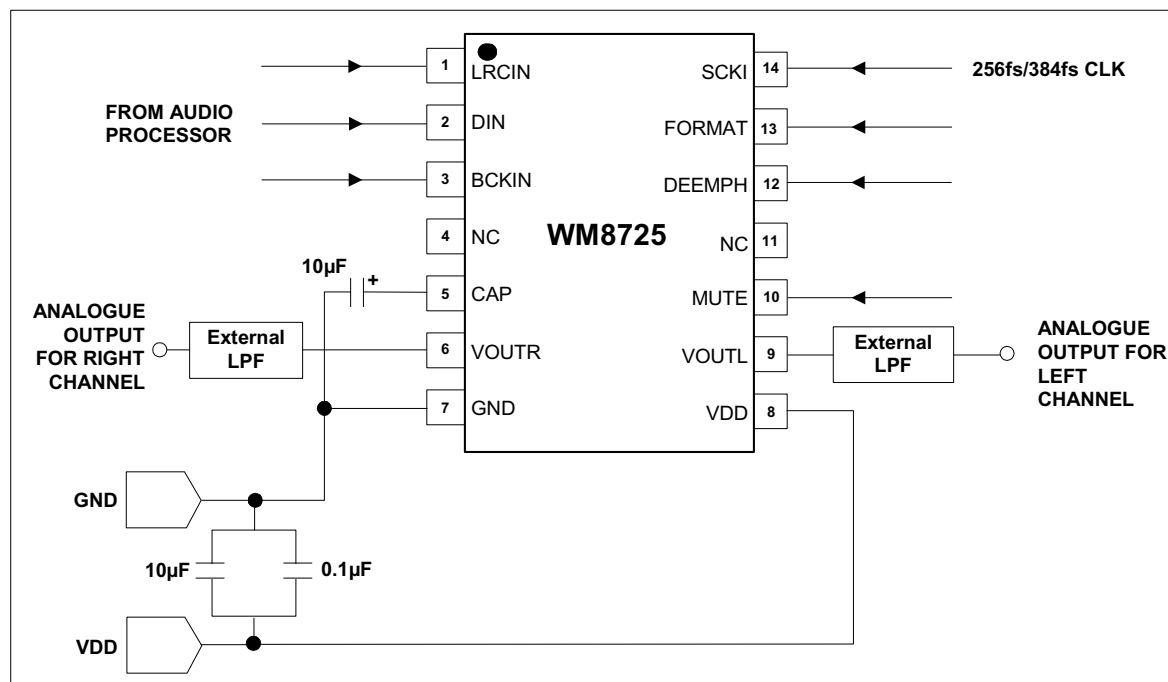 1
LRCIN
SCKI
14
256fs/384fs CLK
FROM AUDIO
PROCESSOR
2
DIN
FORMAT
13
3
BCKIN
DEEMPH
12
4
NC
WM8725
NC
11
10µF
+
5
CAP
MUTE
10
ANALOGUE
OUTPUT
FOR RIGHT
CHANNEL
External
LPF
6
VOUTR
VOUTL
9
External
LPF
ANALOGUE
OUTPUT FOR
LEFT
CHANNEL
7
GND
VDD
8
GND
10µF
0.1µF
VDD